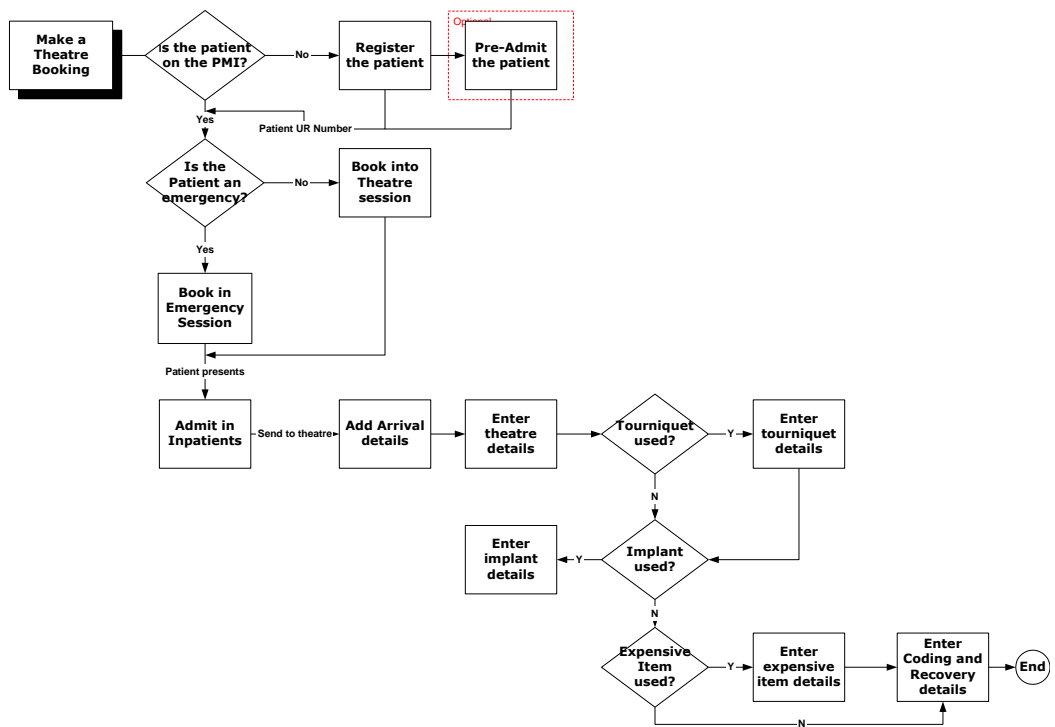 Make a
Theatre
Booking
Is the patient
on the PMI?
No
Register
the patient
Optional
Pre-Admit
the patient
Yes
Patient UR Number
Is the
Patient an
emergency?
No
Book into
Theatre
session
Yes
Book in
Emergency
Session
Patient presents
Admit in
Inpatients
Send to theatre
Add Arrival
details
Enter
theatre
details
Tourniquet
used?
Y
Enter
tourniquet
details
N
Enter
implant
details
Y
Implant
used?
N
Expensive
Item
used?
Y
Enter
expensive
item details
Enter
Coding and
Recovery
details
End
N